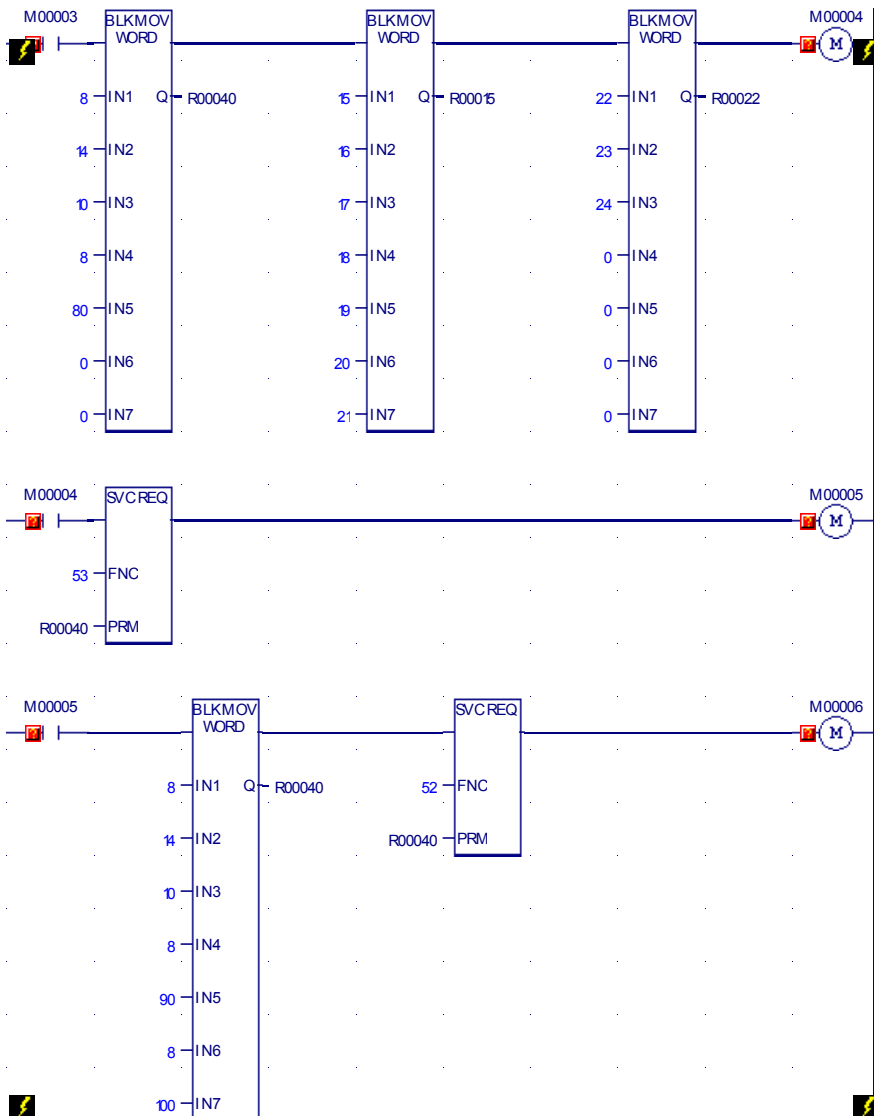 M00003 BLKMOV BLKMOV BLKMOV M00004
WORD WORD WORD
M
8 IN1 Q R00040 15 IN1 Q R00015 22 IN1 Q R00022
14 IN2 16 IN2 23 IN2
10 IN3 17 IN3 24 IN3
8 IN4 18 IN4 0 IN4
80 IN5 19 IN5 0 IN5
0 IN6 20 IN6 0 IN6
0 IN7 21 IN7 0 IN7
M00004 SVCREQ M00005
M
53 FNC
R00040 PRM
M00005 BLKMOV SVCREQ M00006
WORD
M
8 IN1 Q R00040 52 FNC
14 IN2 R00040 PRM
10 IN3
8 IN4
90 IN5
8 IN6
100 IN7